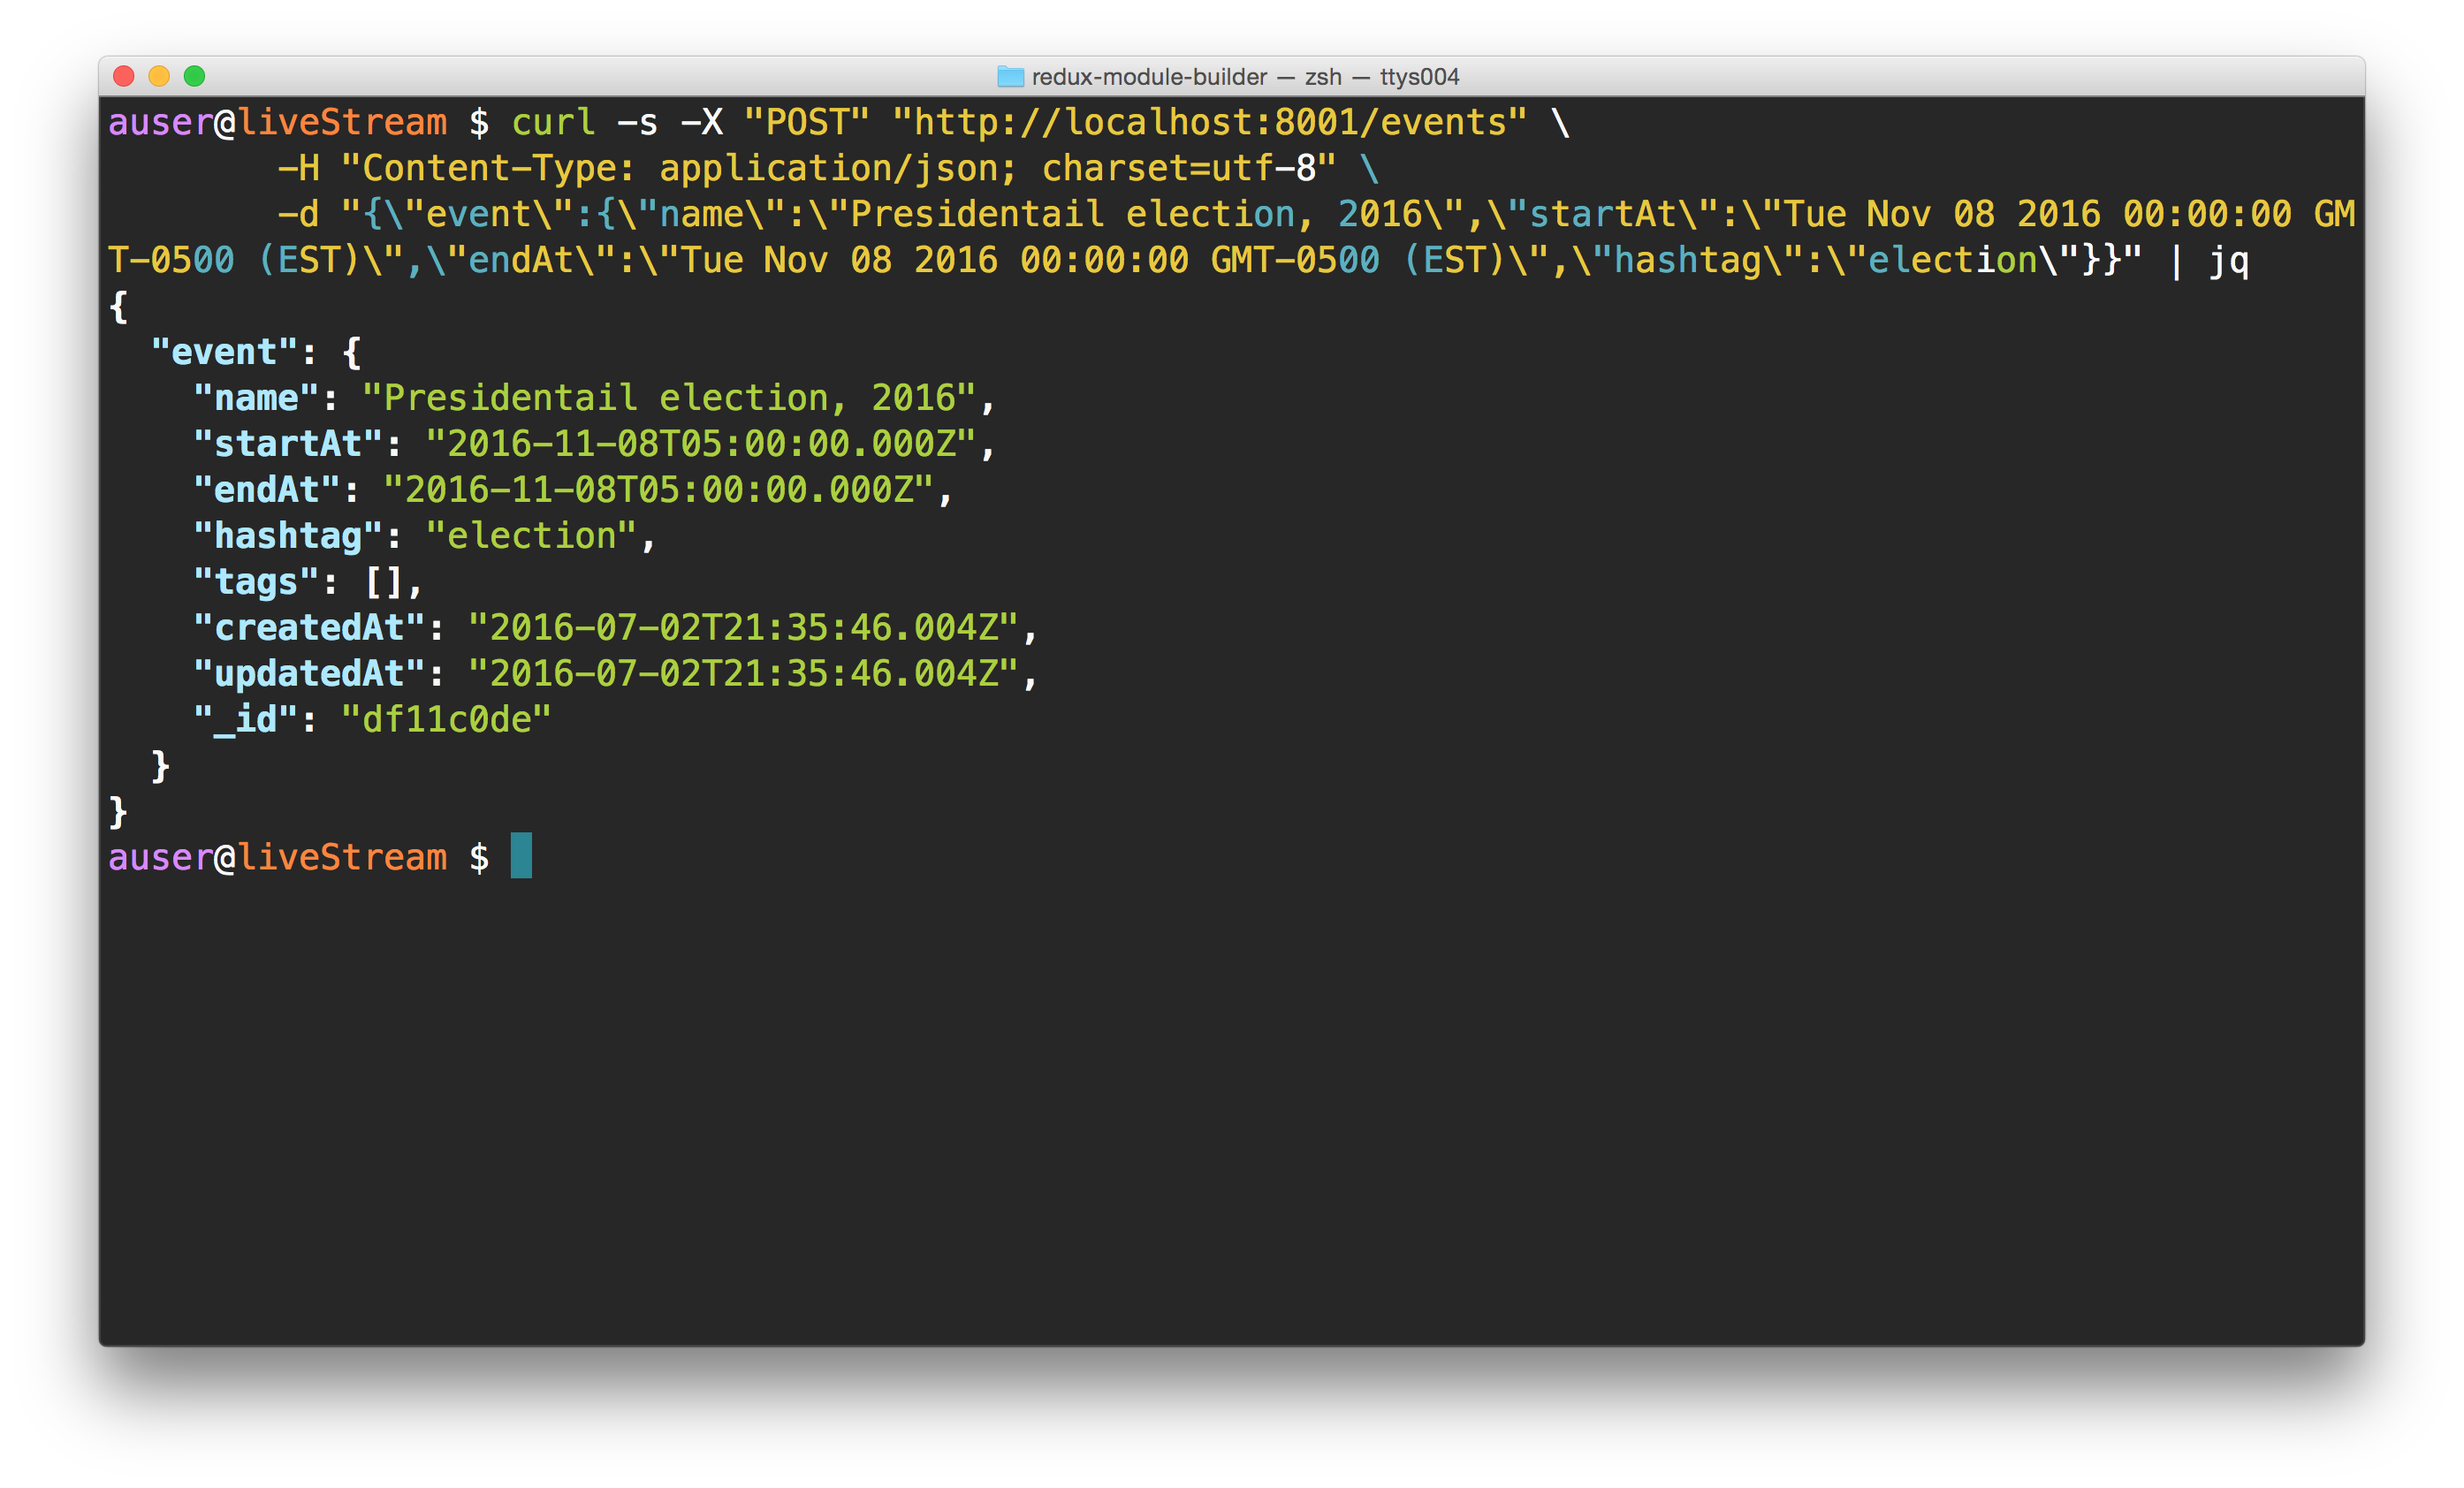 redux-module-builder — zsh — ttys004
auser@liveStream $ curl -s -X "POST" "http://localhost:8001/events" \
        -H "Content-Type: application/json; charset=utf-8" \
        -d "{\"event\":{\"name\":\"Presidentail election, 2016\",\"startAt\":\"Tue Nov 08 2016 00:00:00 GM
T-0500 (EST)\",\"endAt\":\"Tue Nov 08 2016 00:00:00 GMT-0500 (EST)\",\"hashtag\":\"election\"}}" | jq
{
  "event": {
    "name": "Presidentail election, 2016",
    "startAt": "2016-11-08T05:00:00.000Z",
    "endAt": "2016-11-08T05:00:00.000Z",
    "hashtag": "election",
    "tags": [],
    "createdAt": "2016-07-02T21:35:46.004Z",
    "updatedAt": "2016-07-02T21:35:46.004Z",
    "_id": "df11c0de"
  }
}
auser@liveStream $